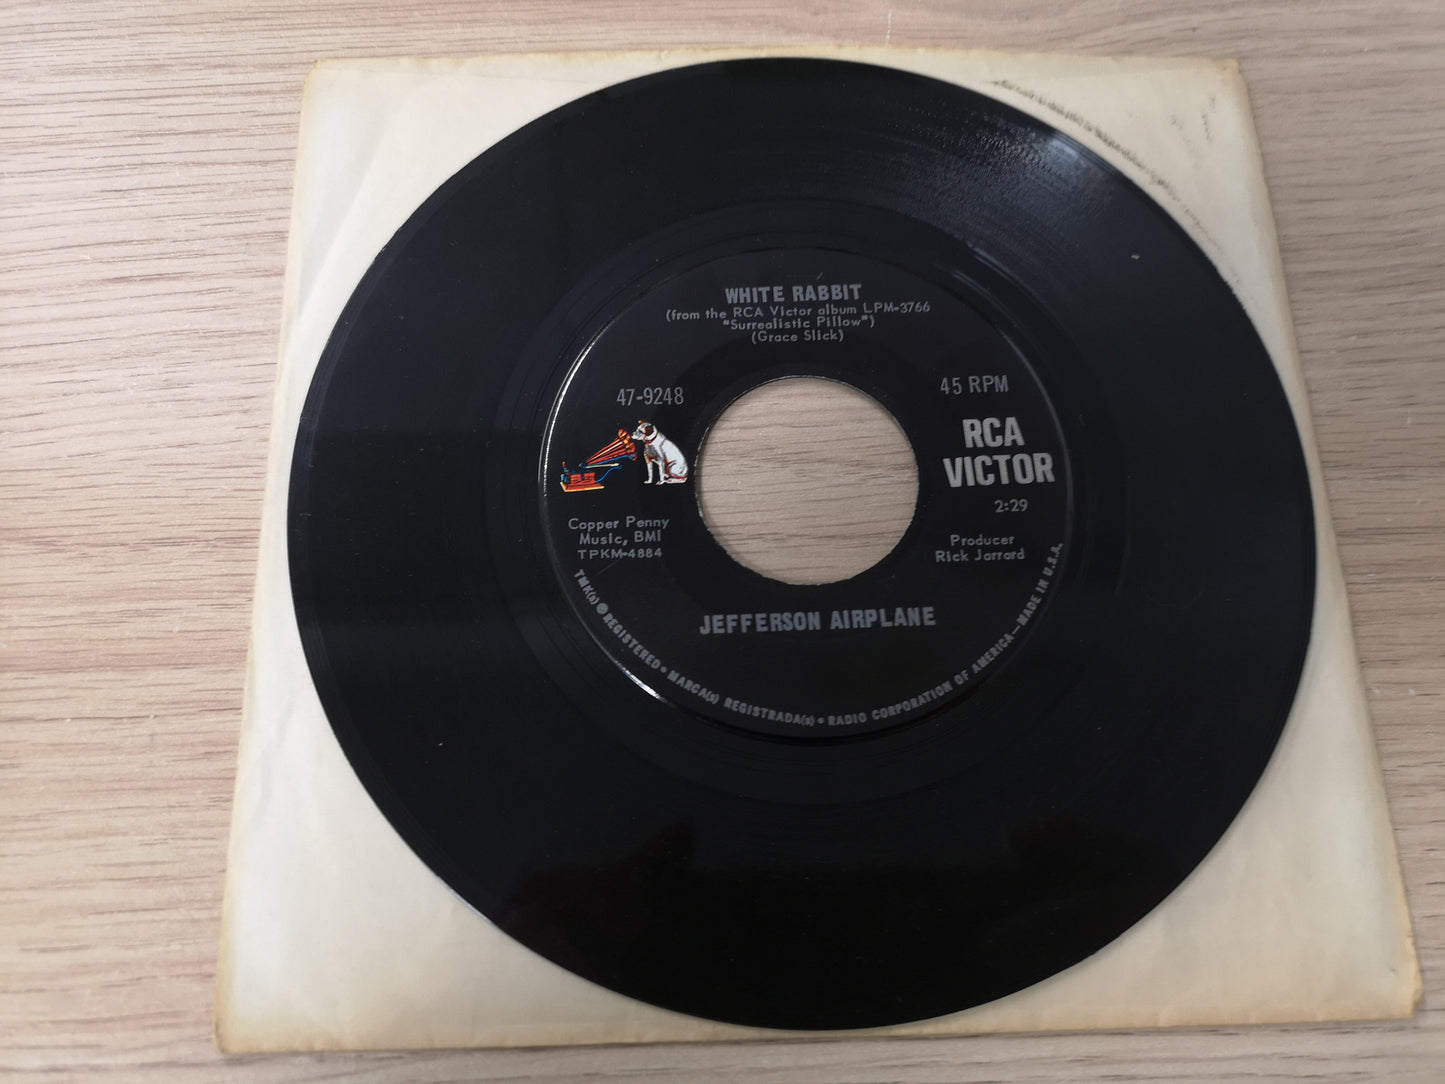 WHITE RABBIT
(from the RCA Victor album LPM-3766
"Surrealistic Pillow")
(Grace Slick)
47-9248
45 RPM
RCA
VICTOR
2:29
Copper Penny
Music, BMI
TPKM-4884
Producer
Rick Jarrard
JEFFERSON AIRPLANE
TMK(s) ® REGISTERED • MARCA(s) REGISTRADA(s) • RADIO CORPORATION OF AMERICA—MADE IN U.S.A.